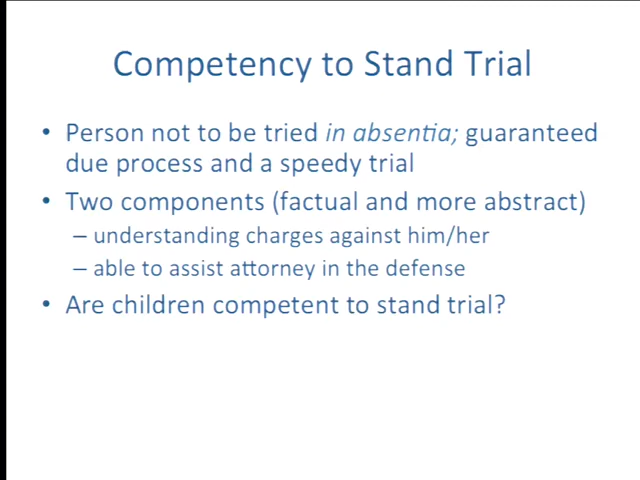 Competency to Stand Trial
• Person not to be tried in absentia; guaranteed
due process and a speedy trial
• Two components (factual and more abstract)
– understanding charges against him/her
– able to assist attorney in the defense
• Are children competent to stand trial?